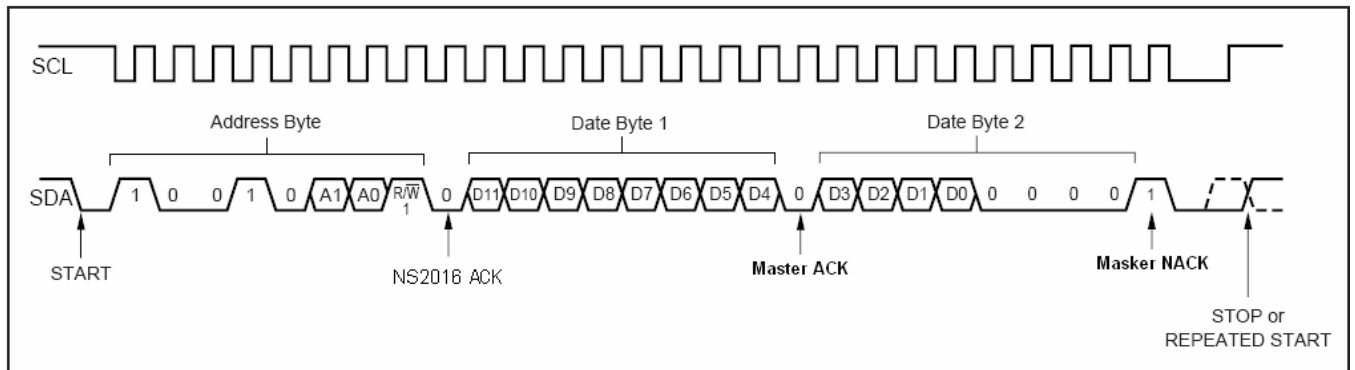 SCL
Address Byte
Date Byte 1
Date Byte 2
SDA 1 0 0 1 0 A1 A0 R/W 1 0 D11 D10 D9 D8 D7 D6 D5 D4 0 D3 D2 D1 D0 0 0 0 0 1
START
NS2016 ACK
Master ACK
Masker NACK
STOP or
REPEATED START